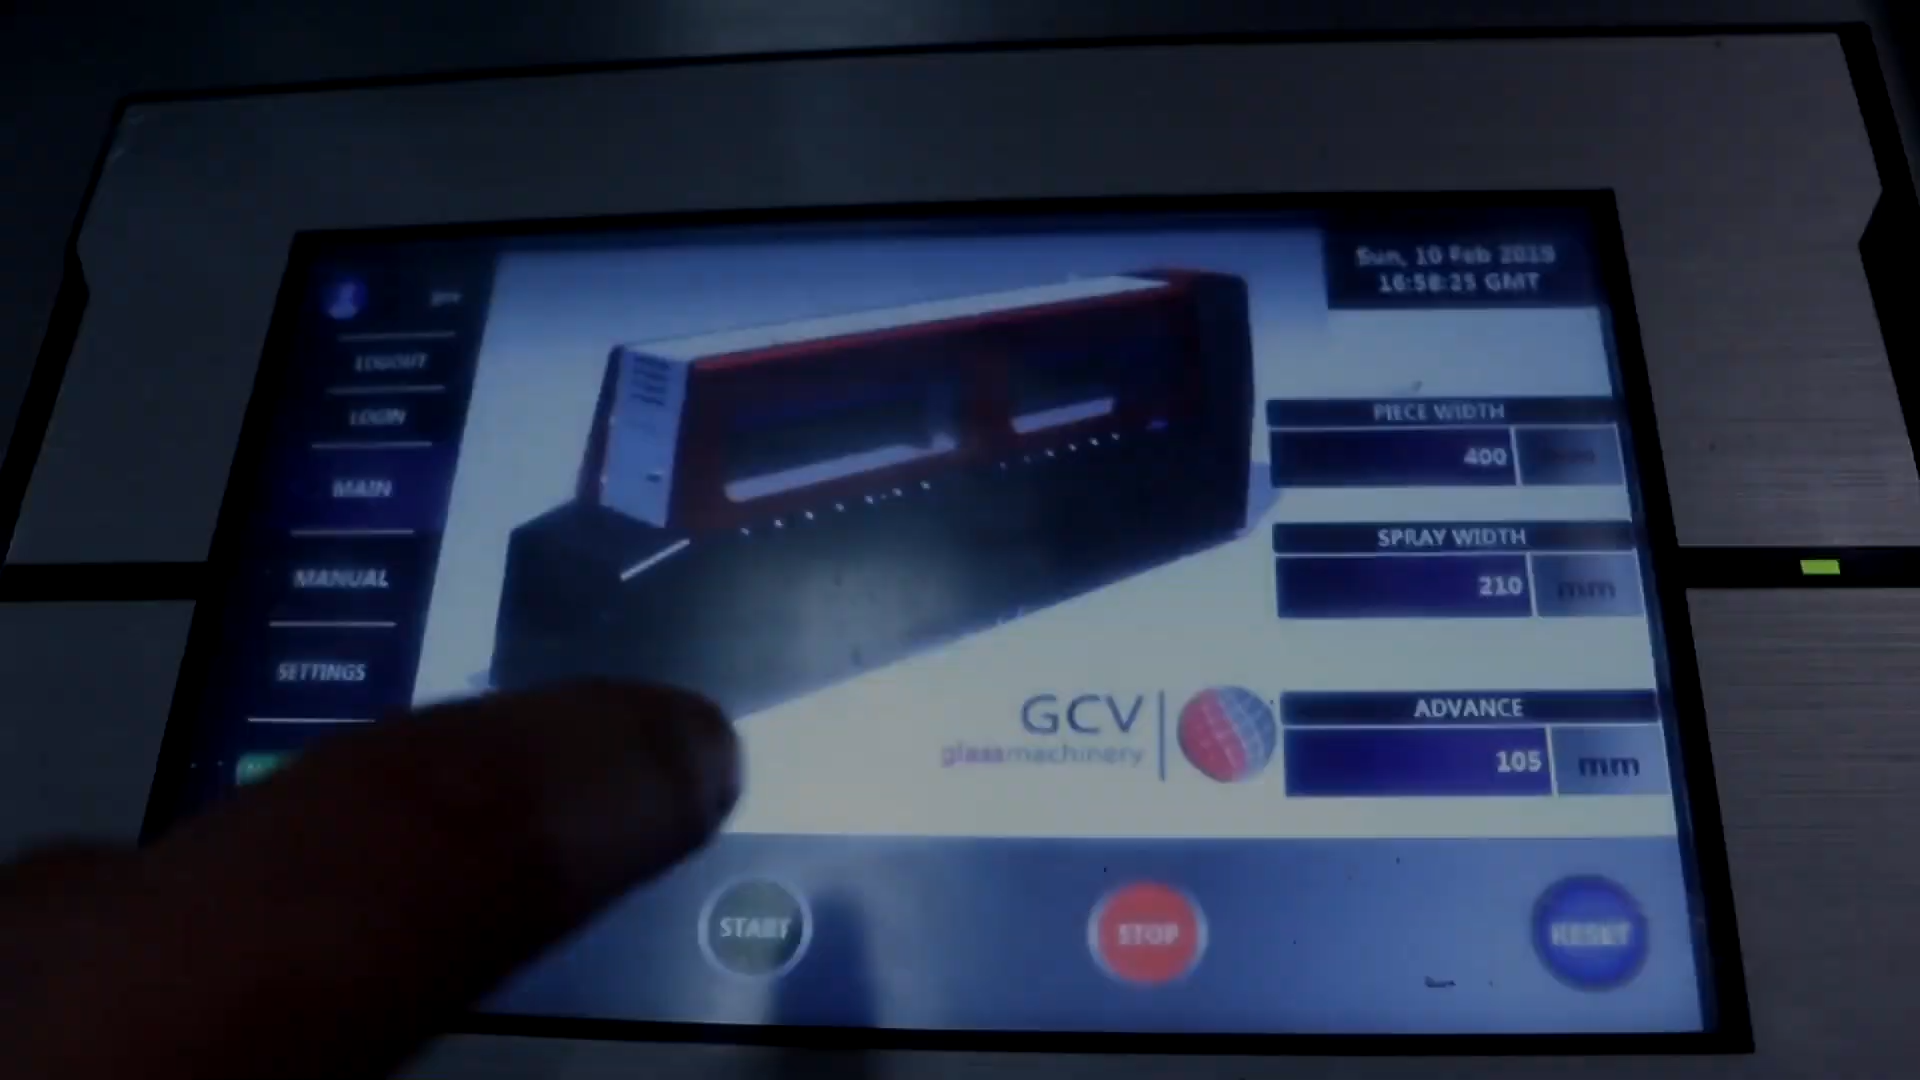 Sun, 10 Feb 2019
16:58:25 GMT
LOGOUT
LOGIN
MAIN
MANUAL
SETTINGS
PIECE WIDTH
400
SPRAY WIDTH
210 mm
ADVANCE
105 mm
GCV
glassmachinery
START
STOP
RESET